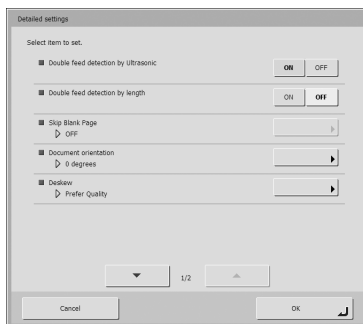 Detailed settings
Select item to set.
Double feed detection by Ultrasonic
ON OFF
Double feed detection by length
ON OFF
Skip Blank Page
OFF
Document orientation
0 degrees
Deskew
Prefer Quality
1/2
Cancel
OK